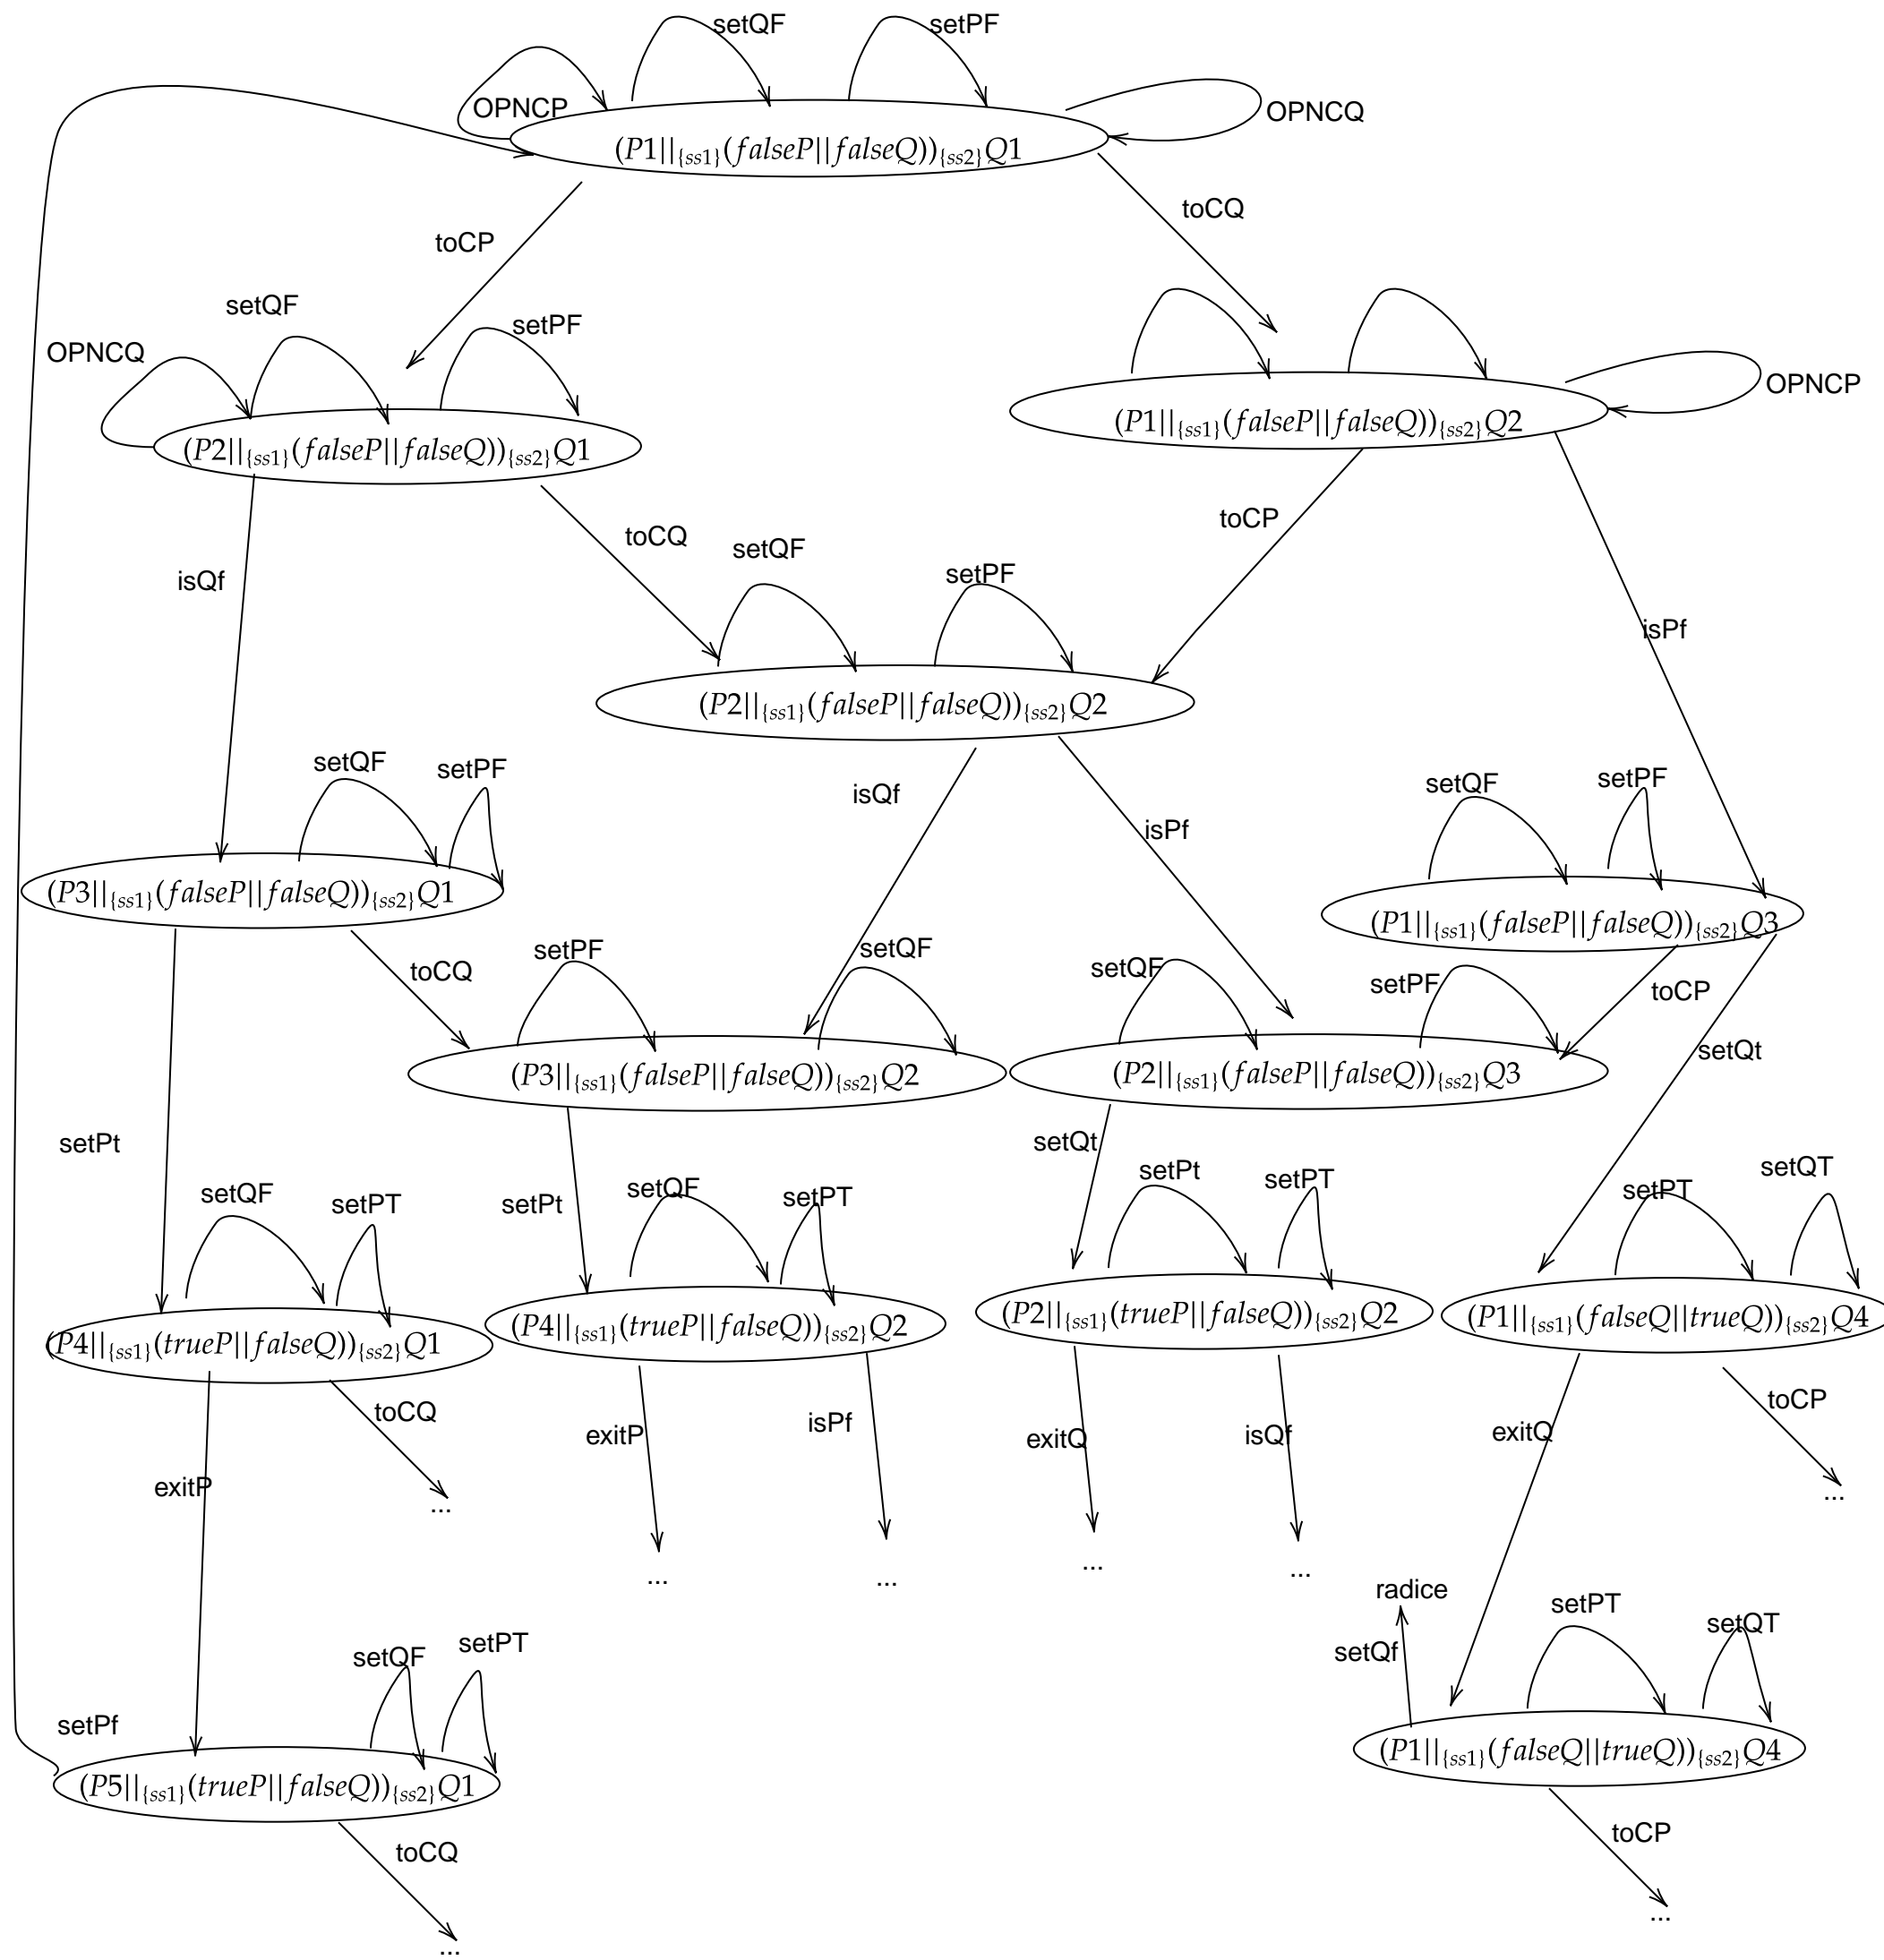 setQF
setPF
OPNCP
OPNCQ
(P1||{ss1}(falseP||falseQ)){ss2}Q1
toCP
toCQ
setQF
setPF
OPNCQ
OPNCP
(P2||{ss1}(falseP||falseQ)){ss2}Q1
(P1||{ss1}(falseP||falseQ)){ss2}Q2
toCQ
toCP
setQF
setPF
isQf
isPf
(P2||{ss1}(falseP||falseQ)){ss2}Q2
setQF
setPF
isQf
isPf
setQF
setPF
(P3||{ss1}(falseP||falseQ)){ss2}Q1
(P1||{ss1}(falseP||falseQ)){ss2}Q3
toCQ
setPF
setQF
setQF
setPF
toCP
setQt
(P3||{ss1}(falseP||falseQ)){ss2}Q2
(P2||{ss1}(falseP||falseQ)){ss2}Q3
setPt
setQF
setPT
setPt
setQF
setPT
setQt
setPt
setPT
setPT
setQT
(P4||{ss1}(trueP||falseQ)){ss2}Q1
(P4||{ss1}(trueP||falseQ)){ss2}Q2
(P2||{ss1}(trueP||falseQ)){ss2}Q2
(P1||{ss1}(falseQ||trueQ)){ss2}Q4
toCQ
exitP
isPf
exitQ
isQf
exitQ
toCP
exitP
...
...
...
...
...
...
radice
setPT
setQT
setQf
setQF
setPT
setPf
(P5||{ss1}(trueP||falseQ)){ss2}Q1
(P1||{ss1}(falseQ||trueQ)){ss2}Q4
toCQ
toCP
...
...